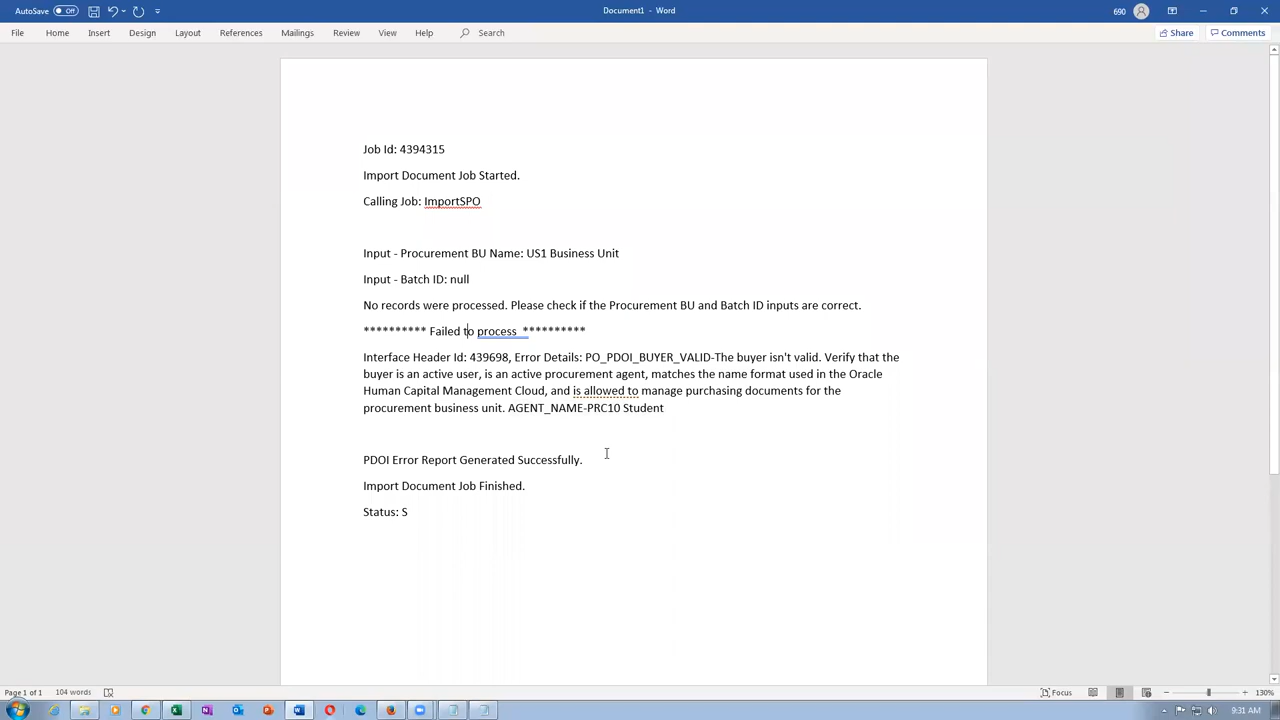 AutoSave Off Document1 - Word 690
File Home Insert Design Layout References Mailings Review View Help Search Share Comments
Job Id: 4394315
Import Document Job Started.
Calling Job: ImportSPO
Input - Procurement BU Name: US1 Business Unit
Input - Batch ID: null
No records were processed. Please check if the Procurement BU and Batch ID inputs are correct.
********** Failed to process **********
Interface Header Id: 439698, Error Details: PO_PDOI_BUYER_VALID-The buyer isn't valid. Verify that the
buyer is an active user, is an active procurement agent, matches the name format used in the Oracle
Human Capital Management Cloud, and is allowed to manage purchasing documents for the
procurement business unit. AGENT_NAME-PRC10 Student
PDOI Error Report Generated Successfully.
Import Document Job Finished.
Status: S
Page 1 of 1 104 words Focus 130%
9:31 AM